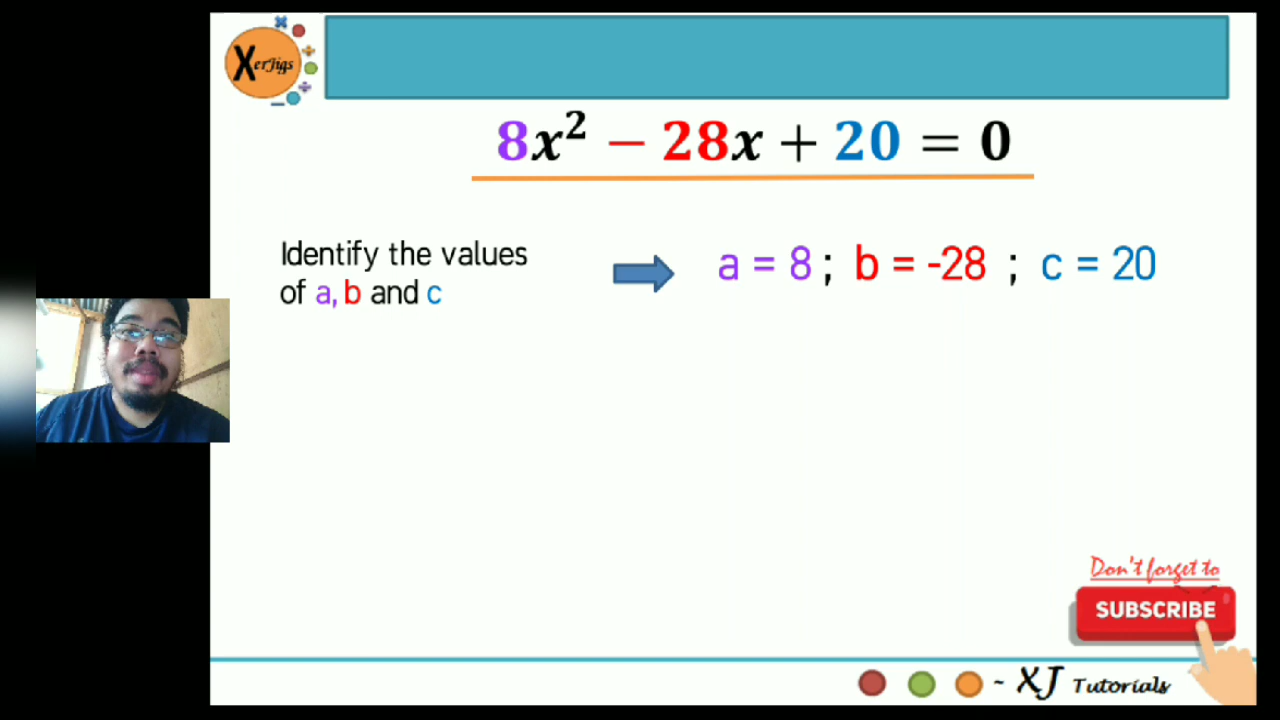 XerJigs
8x² − 28x + 20 = 0
Identify the values
of a, b and c
a = 8 ; b = -28 ; c = 20
Don't forget to
SUBSCRIBE
~ XJ Tutorials